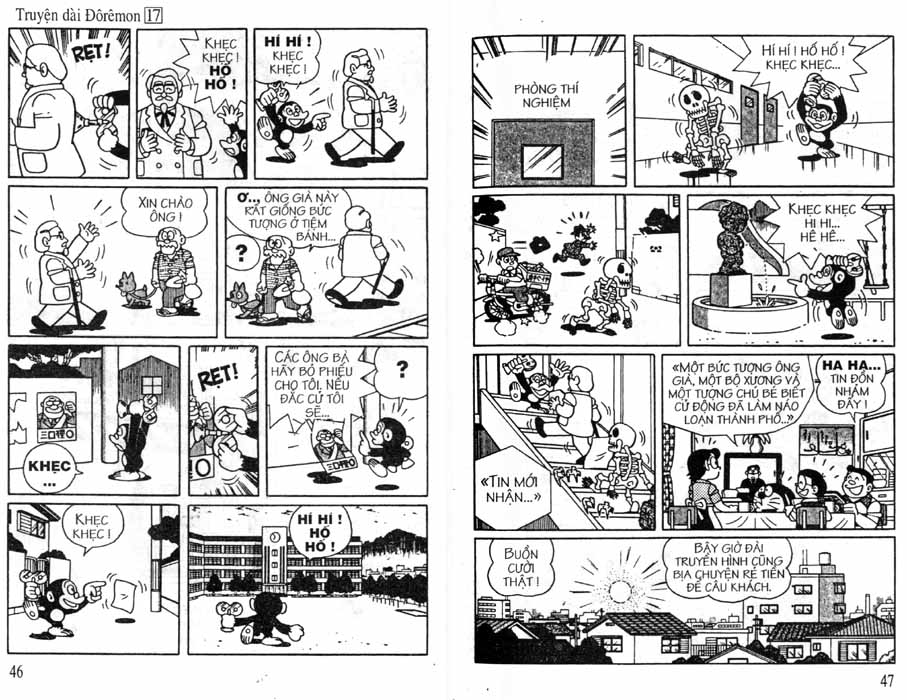 Truyện dài Đôrêmon 17
RẸT!
KHẸC
KHẸC!
HỐ
HỐ!
HÍ HÍ!
KHẸC
KHẸC!
XIN CHÀO
ÔNG!
Ơ... ÔNG GIÀ NÀY
RẤT GIỐNG BỨC
TƯỢNG Ở TIỆM
BÁNH...
?
KHẸC
...
RẸT!
CÁC ÔNG BÀ
HÃY BỎ PHIẾU
CHO TÔI. NẾU
ĐẮC CỬ TÔI
SẼ...
?
KHẸC
KHẸC!
HÍ HÍ!
HỐ
HỐ!
46
PHÒNG THÍ
NGHIỆM
HÍ HÍ! HỐ HỐ!
KHẸC KHẸC...
KHẸC KHẸC
HI HI...
HÊ HÊ...
«TIN MỚI
NHẬN...»
«MỘT BỨC TƯỢNG ÔNG
GIÀ, MỘT BỘ XƯƠNG VÀ
MỘT TƯỢNG CHÚ BÉ BIẾT
CỬ ĐỘNG ĐÃ LÀM NÁO
LOẠN THÀNH PHỐ...»
HA HA...
TIN ĐỒN
NHẢM
ĐẤY!
BUỒN
CƯỜI
THẬT!
BÂY GIỜ ĐÀI
TRUYỀN HÌNH CŨNG
BỊA CHUYỆN RẺ TIỀN
ĐỂ CÂU KHÁCH.
47